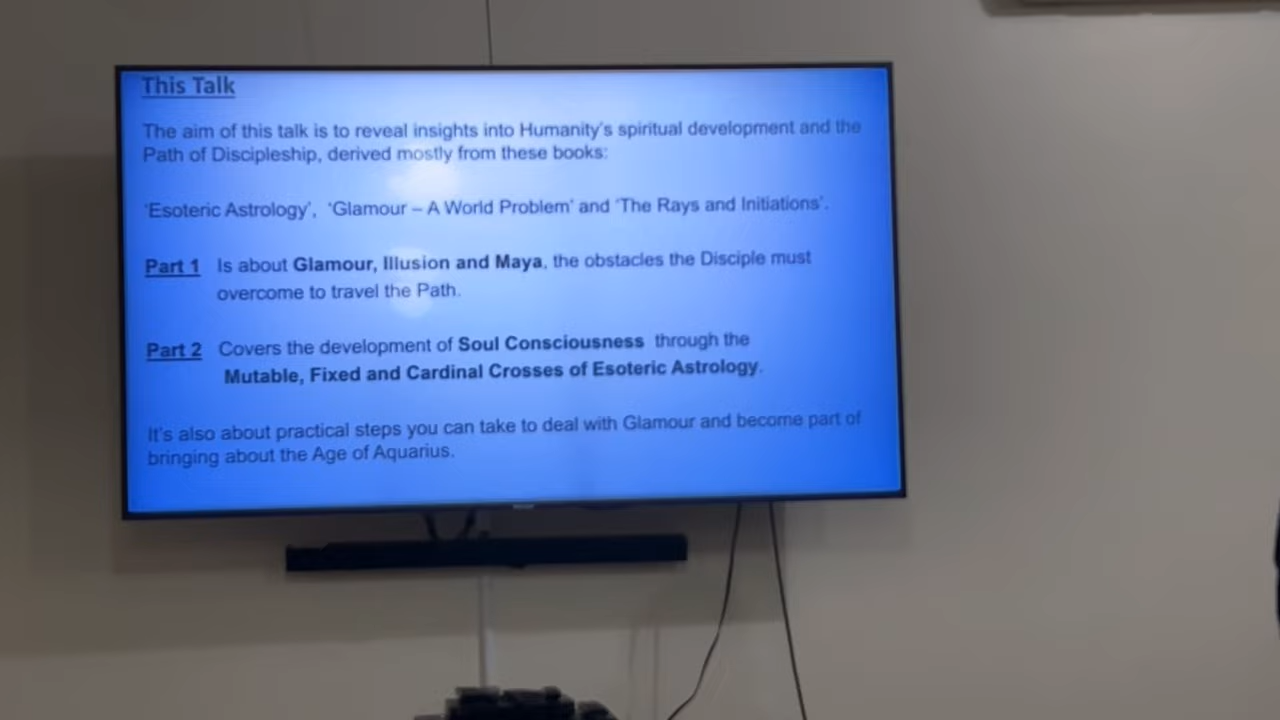 This Talk
The aim of this talk is to reveal insights into Humanity's spiritual development and the
Path of Discipleship, derived mostly from these books:
'Esoteric Astrology', 'Glamour – A World Problem' and 'The Rays and Initiations'.
Part 1 Is about Glamour, Illusion and Maya, the obstacles the Disciple must
overcome to travel the Path.
Part 2 Covers the development of Soul Consciousness through the
Mutable, Fixed and Cardinal Crosses of Esoteric Astrology.
It's also about practical steps you can take to deal with Glamour and become part of
bringing about the Age of Aquarius.